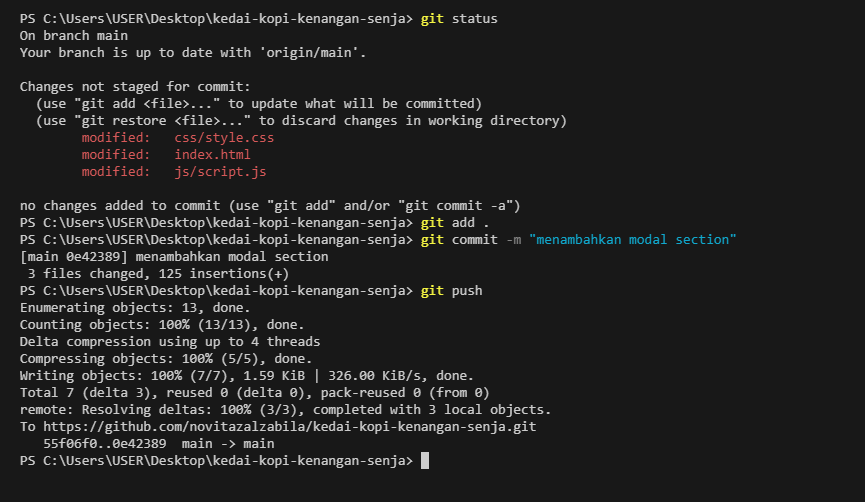 PS C:\Users\USER\Desktop\kedai-kopi-kenangan-senja> git status
On branch main
Your branch is up to date with 'origin/main'.
Changes not staged for commit:
  (use "git add <file>..." to update what will be committed)
  (use "git restore <file>..." to discard changes in working directory)
        modified:   css/style.css
        modified:   index.html
        modified:   js/script.js
no changes added to commit (use "git add" and/or "git commit -a")
PS C:\Users\USER\Desktop\kedai-kopi-kenangan-senja> git add .
PS C:\Users\USER\Desktop\kedai-kopi-kenangan-senja> git commit -m "menambahkan modal section"
[main 0e42389] menambahkan modal section
 3 files changed, 125 insertions(+)
PS C:\Users\USER\Desktop\kedai-kopi-kenangan-senja> git push
Enumerating objects: 13, done.
Counting objects: 100% (13/13), done.
Delta compression using up to 4 threads
Compressing objects: 100% (5/5), done.
Writing objects: 100% (7/7), 1.59 KiB | 326.00 KiB/s, done.
Total 7 (delta 3), reused 0 (delta 0), pack-reused 0 (from 0)
remote: Resolving deltas: 100% (3/3), completed with 3 local objects.
To https://github.com/novitazalzabila/kedai-kopi-kenangan-senja.git
   55f06f0..0e42389  main -> main
PS C:\Users\USER\Desktop\kedai-kopi-kenangan-senja>